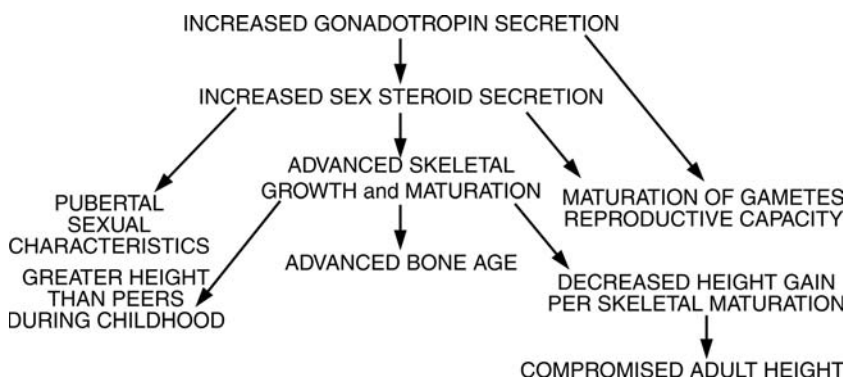 INCREASED GONADOTROPIN SECRETION
INCREASED SEX STEROID SECRETION
ADVANCED SKELETAL
GROWTH and MATURATION
PUBERTAL
SEXUAL
CHARACTERISTICS
MATURATION OF GAMETES
REPRODUCTIVE CAPACITY
GREATER HEIGHT
THAN PEERS
DURING CHILDHOOD
ADVANCED BONE AGE
DECREASED HEIGHT GAIN
PER SKELETAL MATURATION
COMPROMISED ADULT HEIGHT